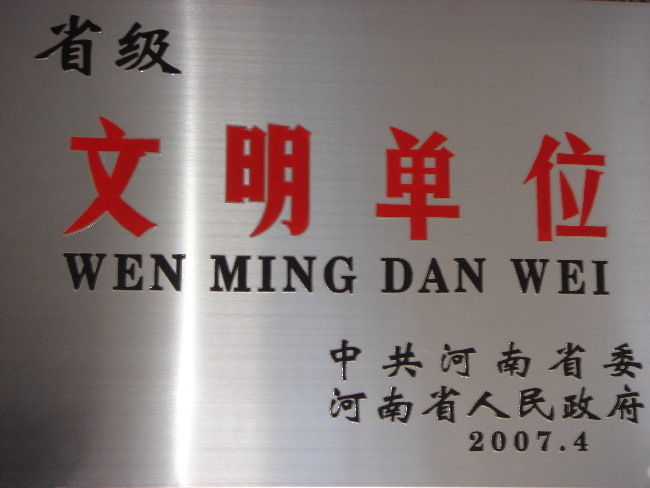 省级
文明单位
WEN MING DAN WEI
中共河南省委
河南省人民政府
2007.4